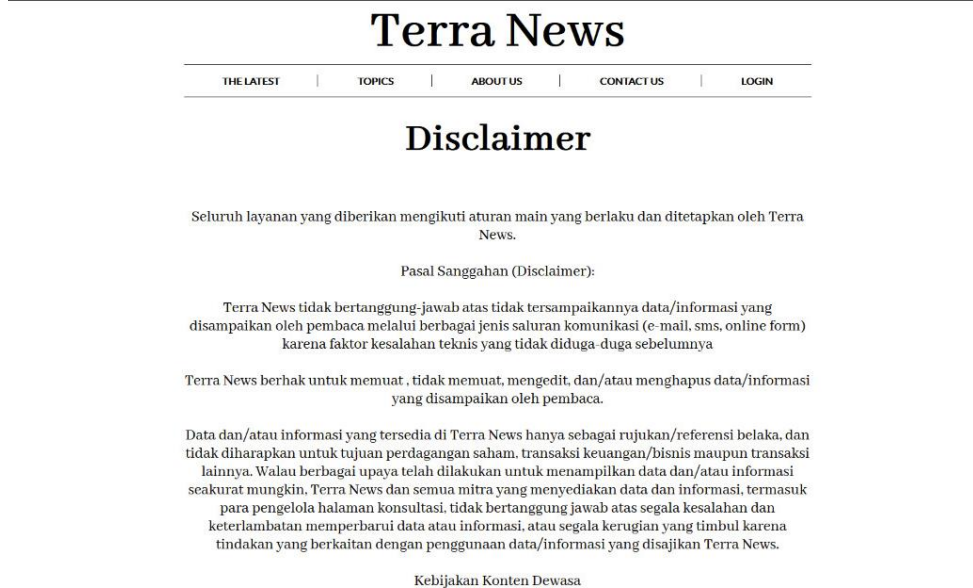 Terra News
THE LATEST | TOPICS | ABOUT US | CONTACT US | LOGIN
Disclaimer
Seluruh layanan yang diberikan mengikuti aturan main yang berlaku dan ditetapkan oleh Terra
News.
Pasal Sanggahan (Disclaimer):
Terra News tidak bertanggung-jawab atas tidak tersampaikannya data/informasi yang
disampaikan oleh pembaca melalui berbagai jenis saluran komunikasi (e-mail, sms, online form)
karena faktor kesalahan teknis yang tidak diduga-duga sebelumnya
Terra News berhak untuk memuat , tidak memuat, mengedit, dan/atau menghapus data/informasi
yang disampaikan oleh pembaca.
Data dan/atau informasi yang tersedia di Terra News hanya sebagai rujukan/referensi belaka, dan
tidak diharapkan untuk tujuan perdagangan saham, transaksi keuangan/bisnis maupun transaksi
lainnya. Walau berbagai upaya telah dilakukan untuk menampilkan data dan/atau informasi
seakurat mungkin, Terra News dan semua mitra yang menyediakan data dan informasi, termasuk
para pengelola halaman konsultasi, tidak bertanggung jawab atas segala kesalahan dan
keterlambatan memperbarui data atau informasi, atau segala kerugian yang timbul karena
tindakan yang berkaitan dengan penggunaan data/informasi yang disajikan Terra News.
Kebijakan Konten Dewasa